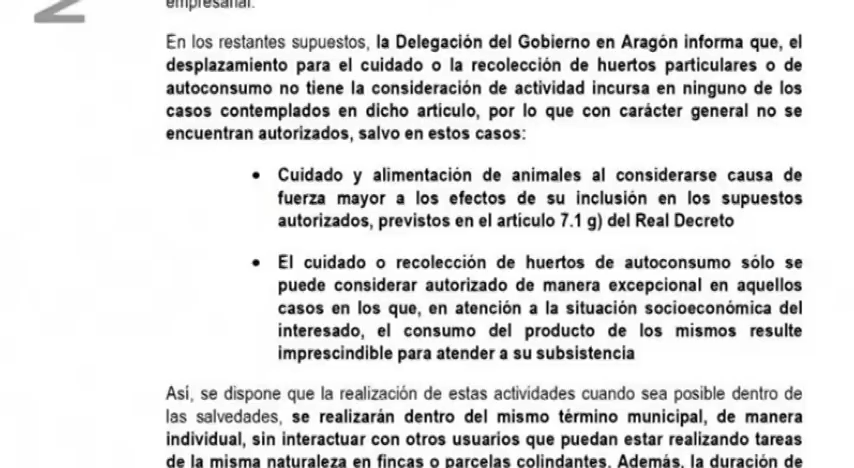 empresarial.
En los restantes supuestos, la Delegación del Gobierno en Aragón informa que, el
desplazamiento para el cuidado o la recolección de huertos particulares o de
autoconsumo no tiene la consideración de actividad incursa en ninguno de los
casos contemplados en dicho artículo, por lo que con carácter general no se
encuentran autorizados, salvo en estos casos:
• Cuidado y alimentación de animales al considerarse causa de
fuerza mayor a los efectos de su inclusión en los supuestos
autorizados, previstos en el artículo 7.1 g) del Real Decreto
• El cuidado o recolección de huertos de autoconsumo sólo se
puede considerar autorizado de manera excepcional en aquellos
casos en los que, en atención a la situación socioeconómica del
interesado, el consumo del producto de los mismos resulte
imprescindible para atender a su subsistencia
Así, se dispone que la realización de estas actividades cuando sea posible dentro de
las salvedades, se realizarán dentro del mismo término municipal, de manera
individual, sin interactuar con otros usuarios que puedan estar realizando tareas
de la misma naturaleza en fincas o parcelas colindantes. Además, la duración de